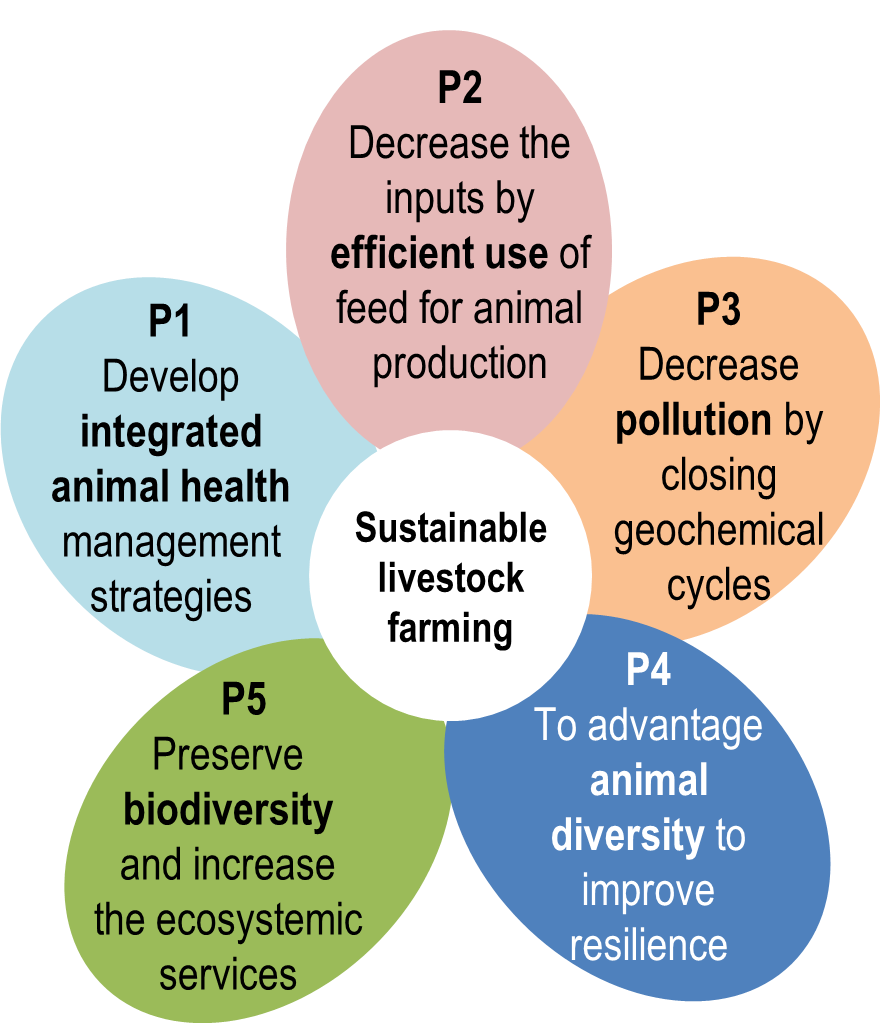 P1
Develop
integrated
animal health
management
strategies
P2
Decrease the
inputs by
efficient use of
feed for animal
production
P3
Decrease
pollution by
closing
geochemical
cycles
P4
To advantage
animal
diversity to
improve
resilience
P5
Preserve
biodiversity
and increase
the ecosystemic
services
Sustainable
livestock
farming